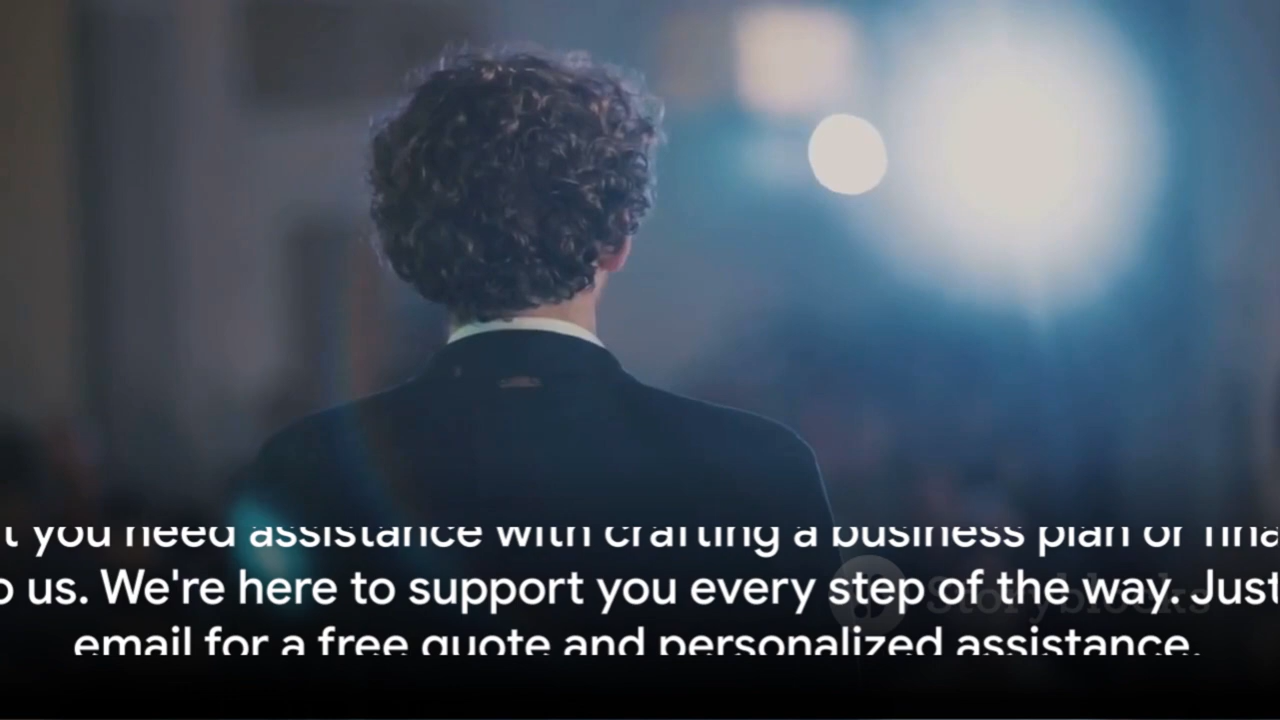 you need assistance with crafting a business plan or
us. We're here to support you every step of the way. Just
email for a free quote and personalized assistance.
Storyblocks